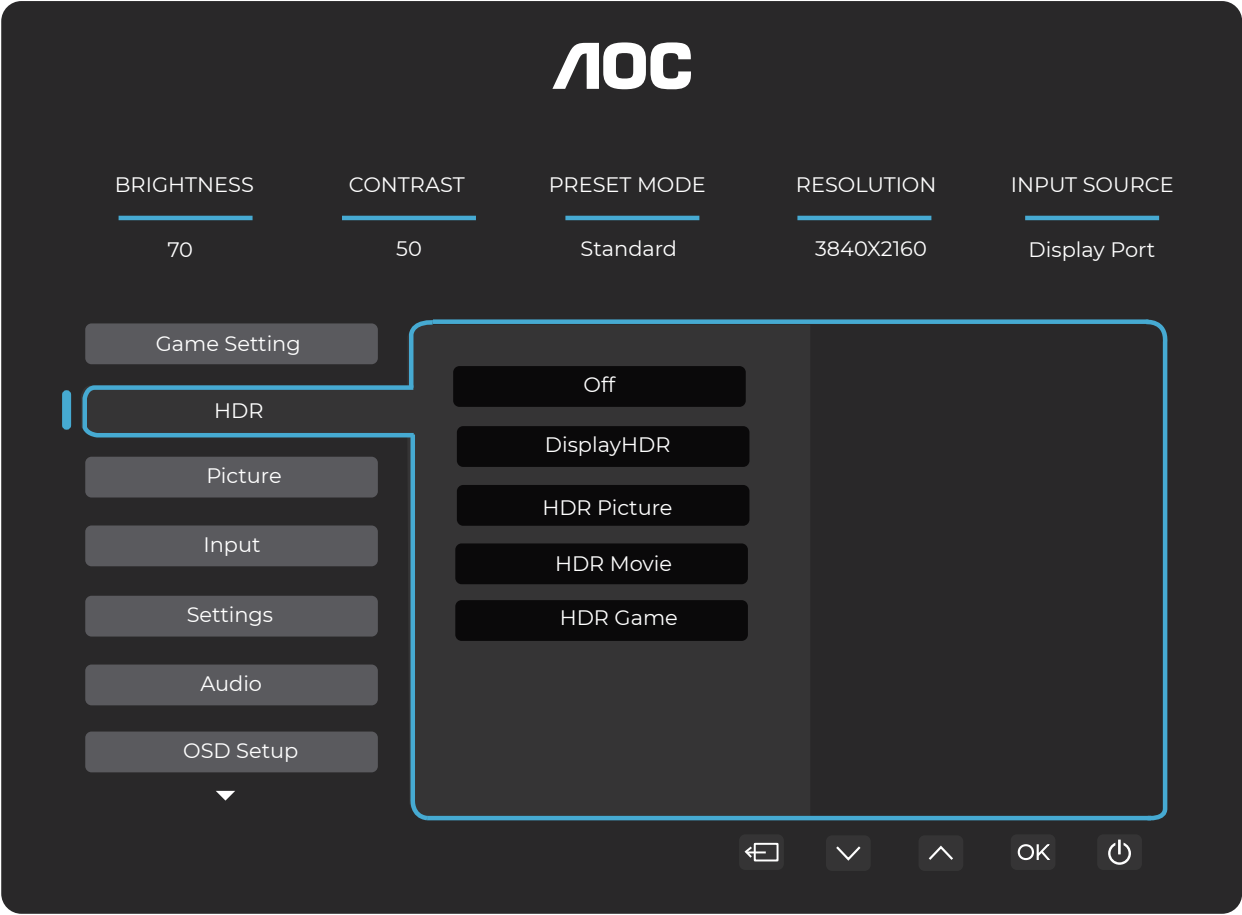 AOC
BRIGHTNESS CONTRAST PRESET MODE RESOLUTION INPUT SOURCE
70 50 Standard 3840X2160 Display Port
Game Setting
HDR
Picture
Input
Settings
Audio
OSD Setup
Off
DisplayHDR
HDR Picture
HDR Movie
HDR Game
OK